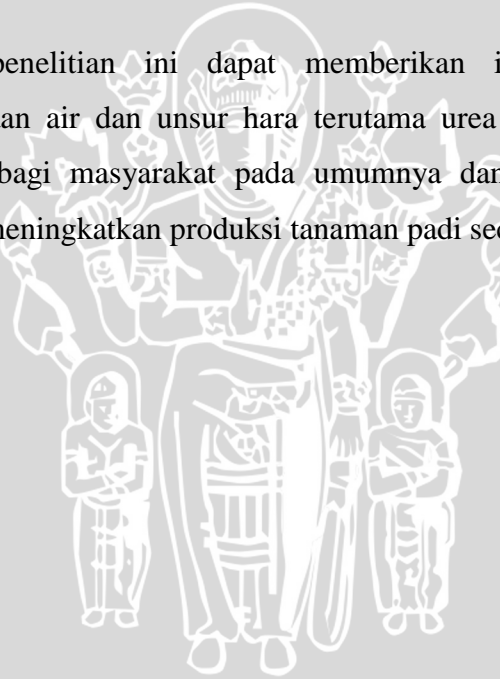 penelitian ini dapat memberikan i
an air dan unsur hara terutama urea
bagi masyarakat pada umumnya dan
meningkatkan produksi tanaman padi sec